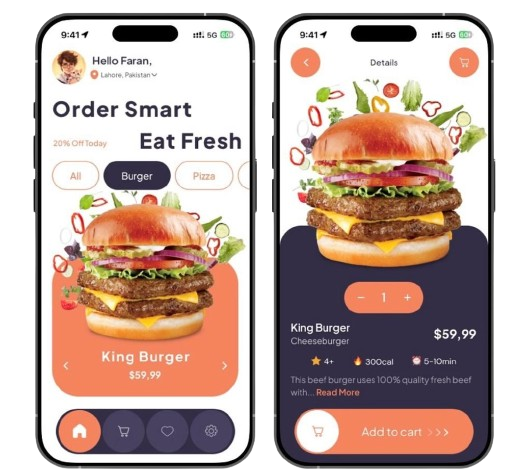 9:41
5G
Hello Faran,
Lahore, Pakistan
Order Smart
20% Off Today
Eat Fresh
All
Burger
Pizza
King Burger
$59,99
9:41
5G
Details
− 1 +
King Burger
Cheeseburger
$59,99
4+
300cal
5-10min
This beef burger uses 100% quality fresh beef
with... Read More
Add to cart >>>